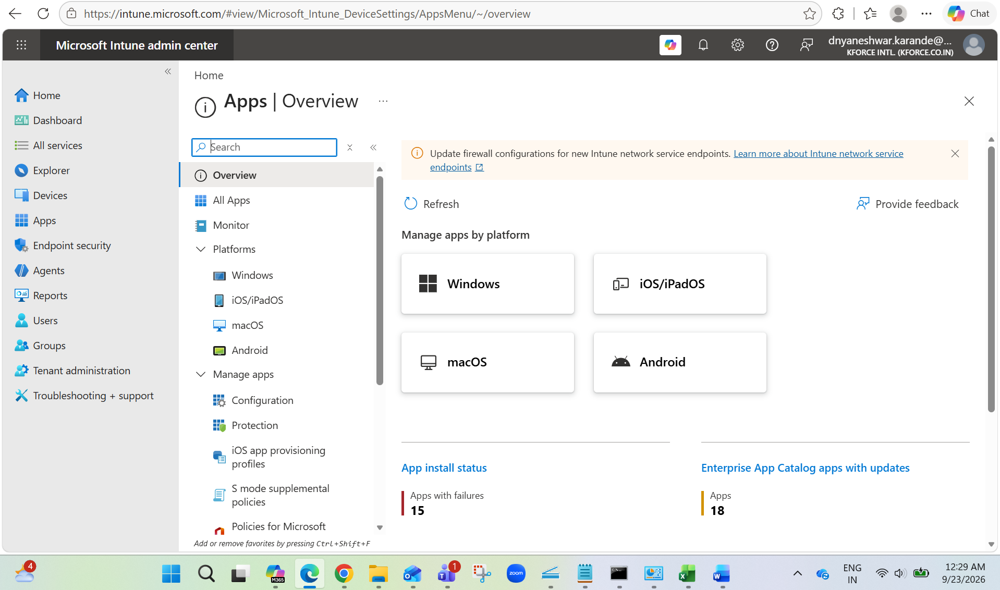 https://intune.microsoft.com/#view/Microsoft_Intune_DeviceSettings/AppsMenu/~/overview
Chat
Microsoft Intune admin center
dnyaneshwar.karande@...
KFORCE INTL. (KFORCE.CO.IN)
Home
Dashboard
All services
Explorer
Devices
Apps
Endpoint security
Agents
Reports
Users
Groups
Tenant administration
Troubleshooting + support
Home
Apps | Overview
Search
Overview
All Apps
Monitor
Platforms
Windows
iOS/iPadOS
macOS
Android
Manage apps
Configuration
Protection
iOS app provisioning
profiles
S mode supplemental
policies
Policies for Microsoft
Add or remove favorites by pressing Ctrl+Shift+F
Update firewall configurations for new Intune network service endpoints. Learn more about Intune network service
endpoints
Refresh
Provide feedback
Manage apps by platform
Windows
iOS/iPadOS
macOS
Android
App install status
Apps with failures
15
Enterprise App Catalog apps with updates
Apps
18
4
M365
T
1
zoom
X
W
ENG
IN
12:29 AM
9/23/2026